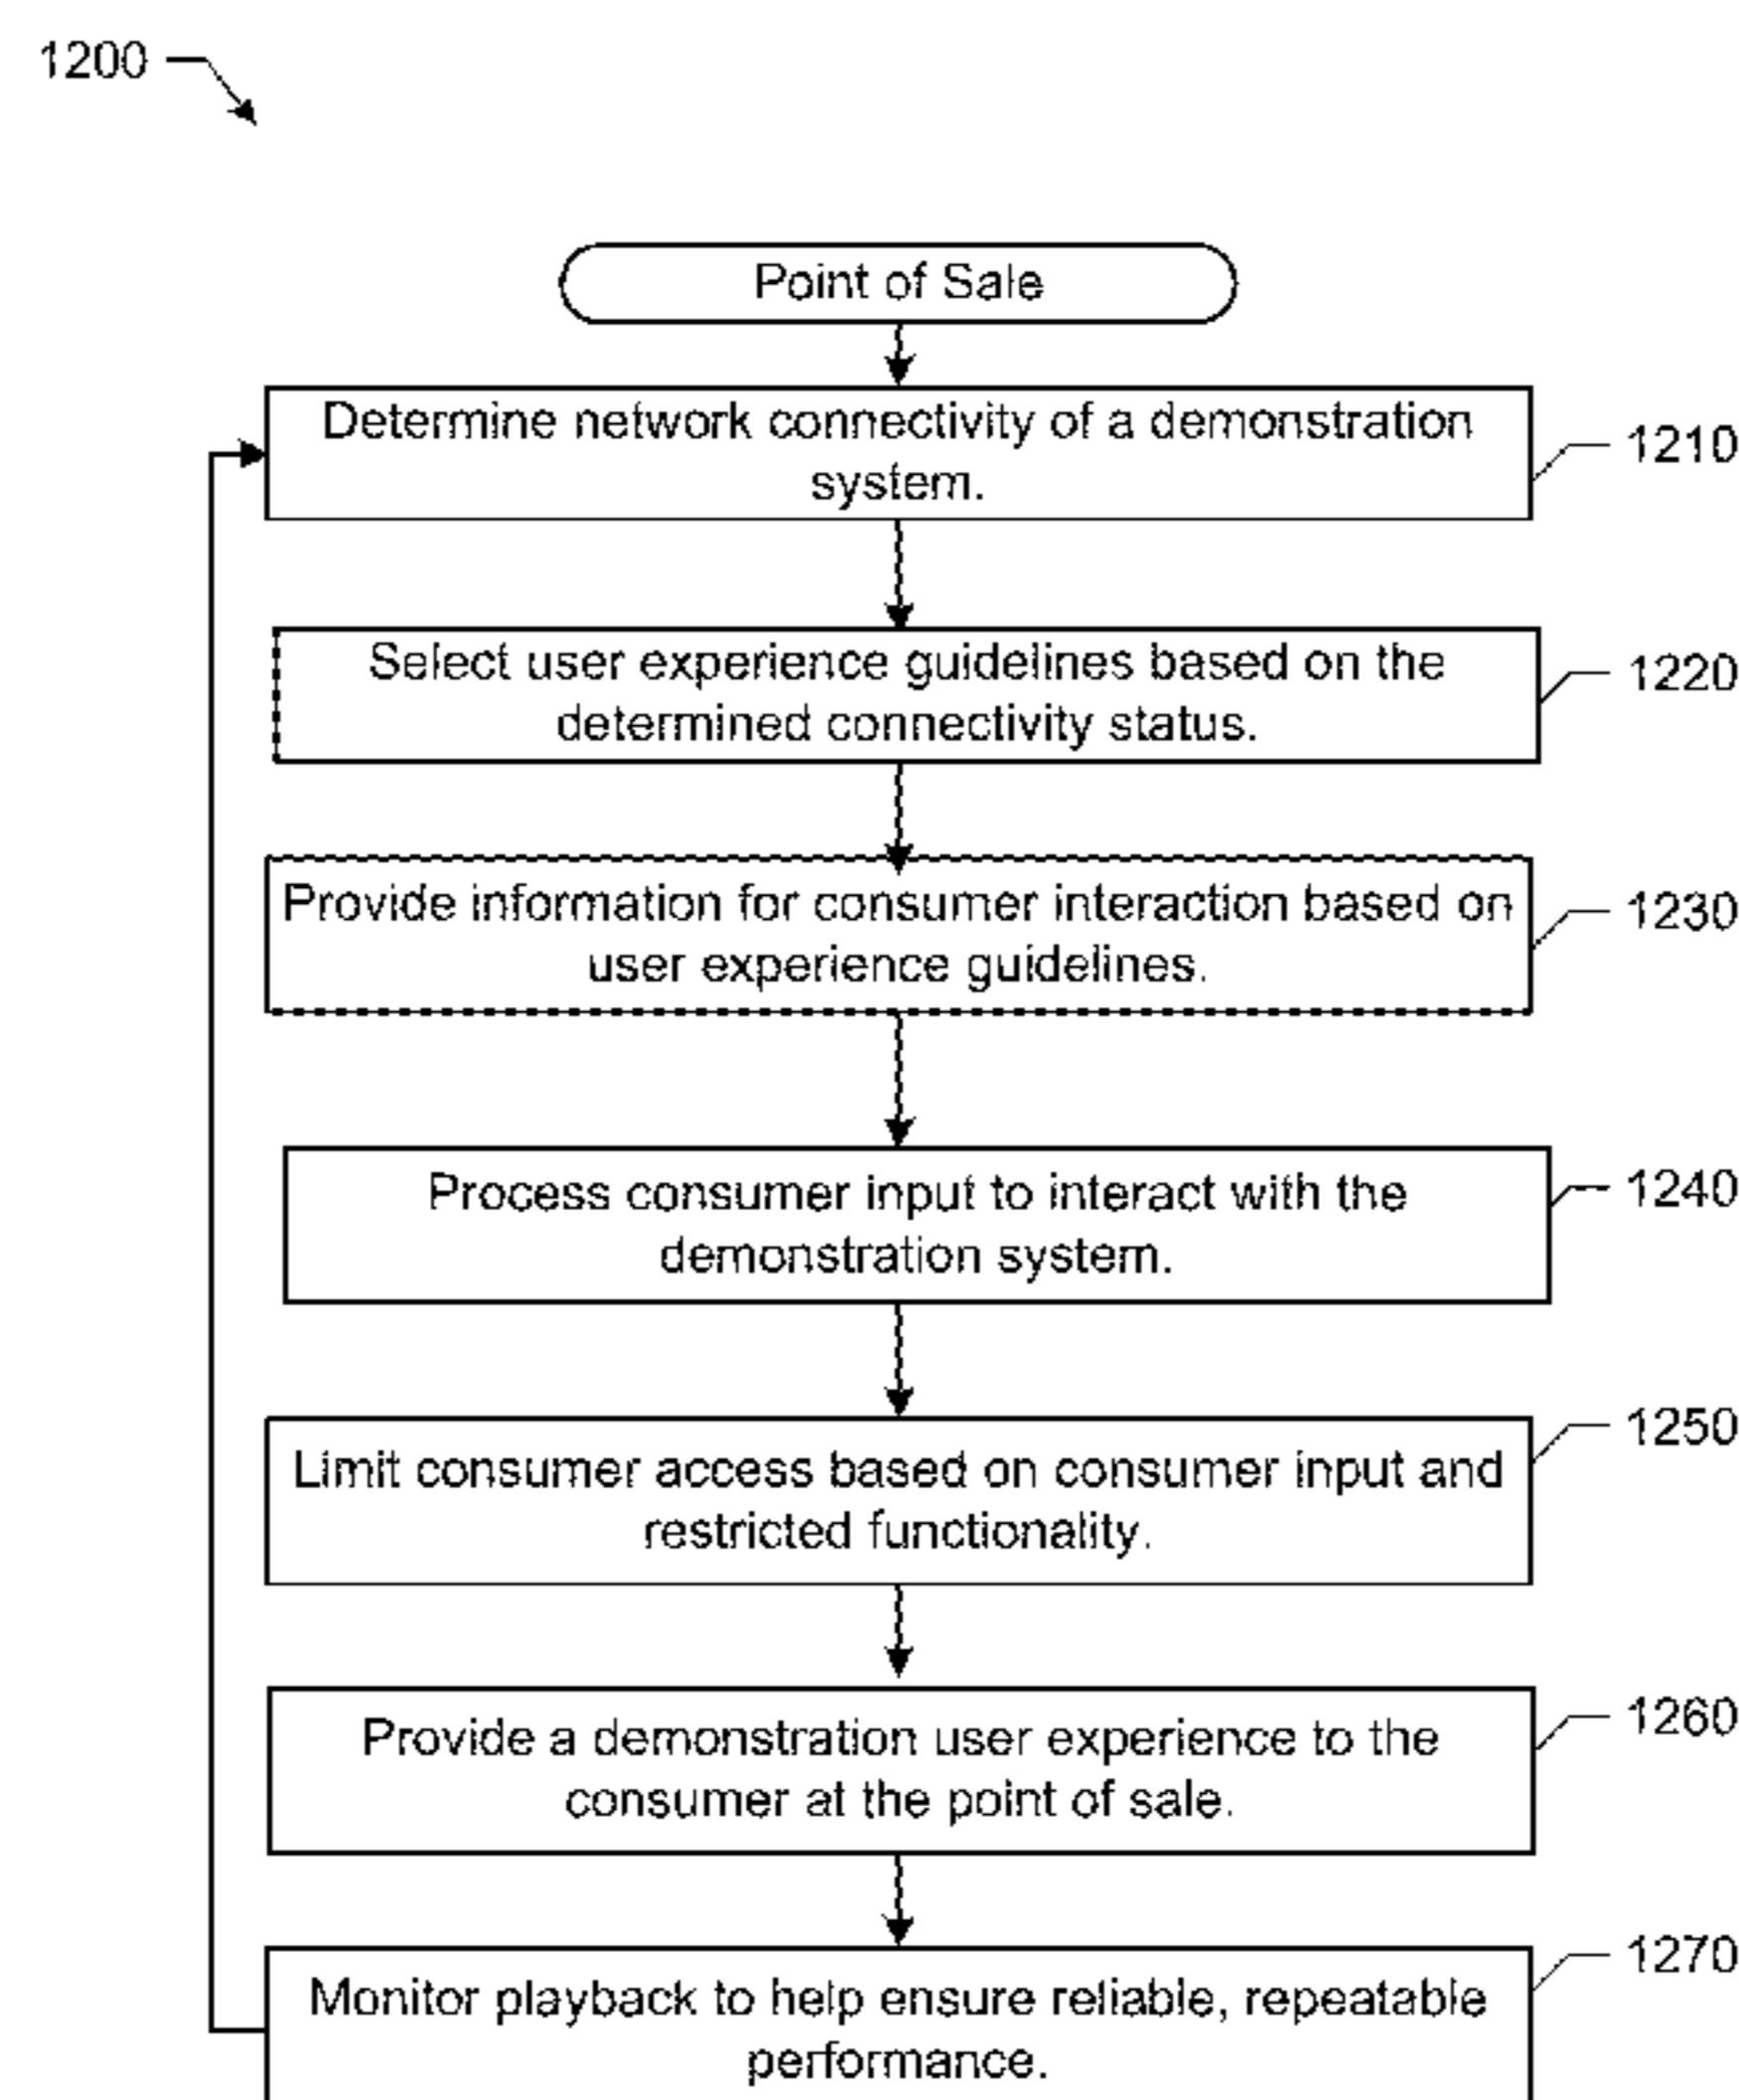 1200
Point of Sale
Determine network connectivity of a demonstration
system.
1210
Select user experience guidelines based on the
determined connectivity status.
1220
Provide information for consumer interaction based on
user experience guidelines.
1230
Process consumer input to interact with the
demonstration system.
1240
Limit consumer access based on consumer input and
restricted functionality.
1250
Provide a demonstration user experience to the
consumer at the point of sale.
1260
Monitor playback to help ensure reliable, repeatable
performance.
1270